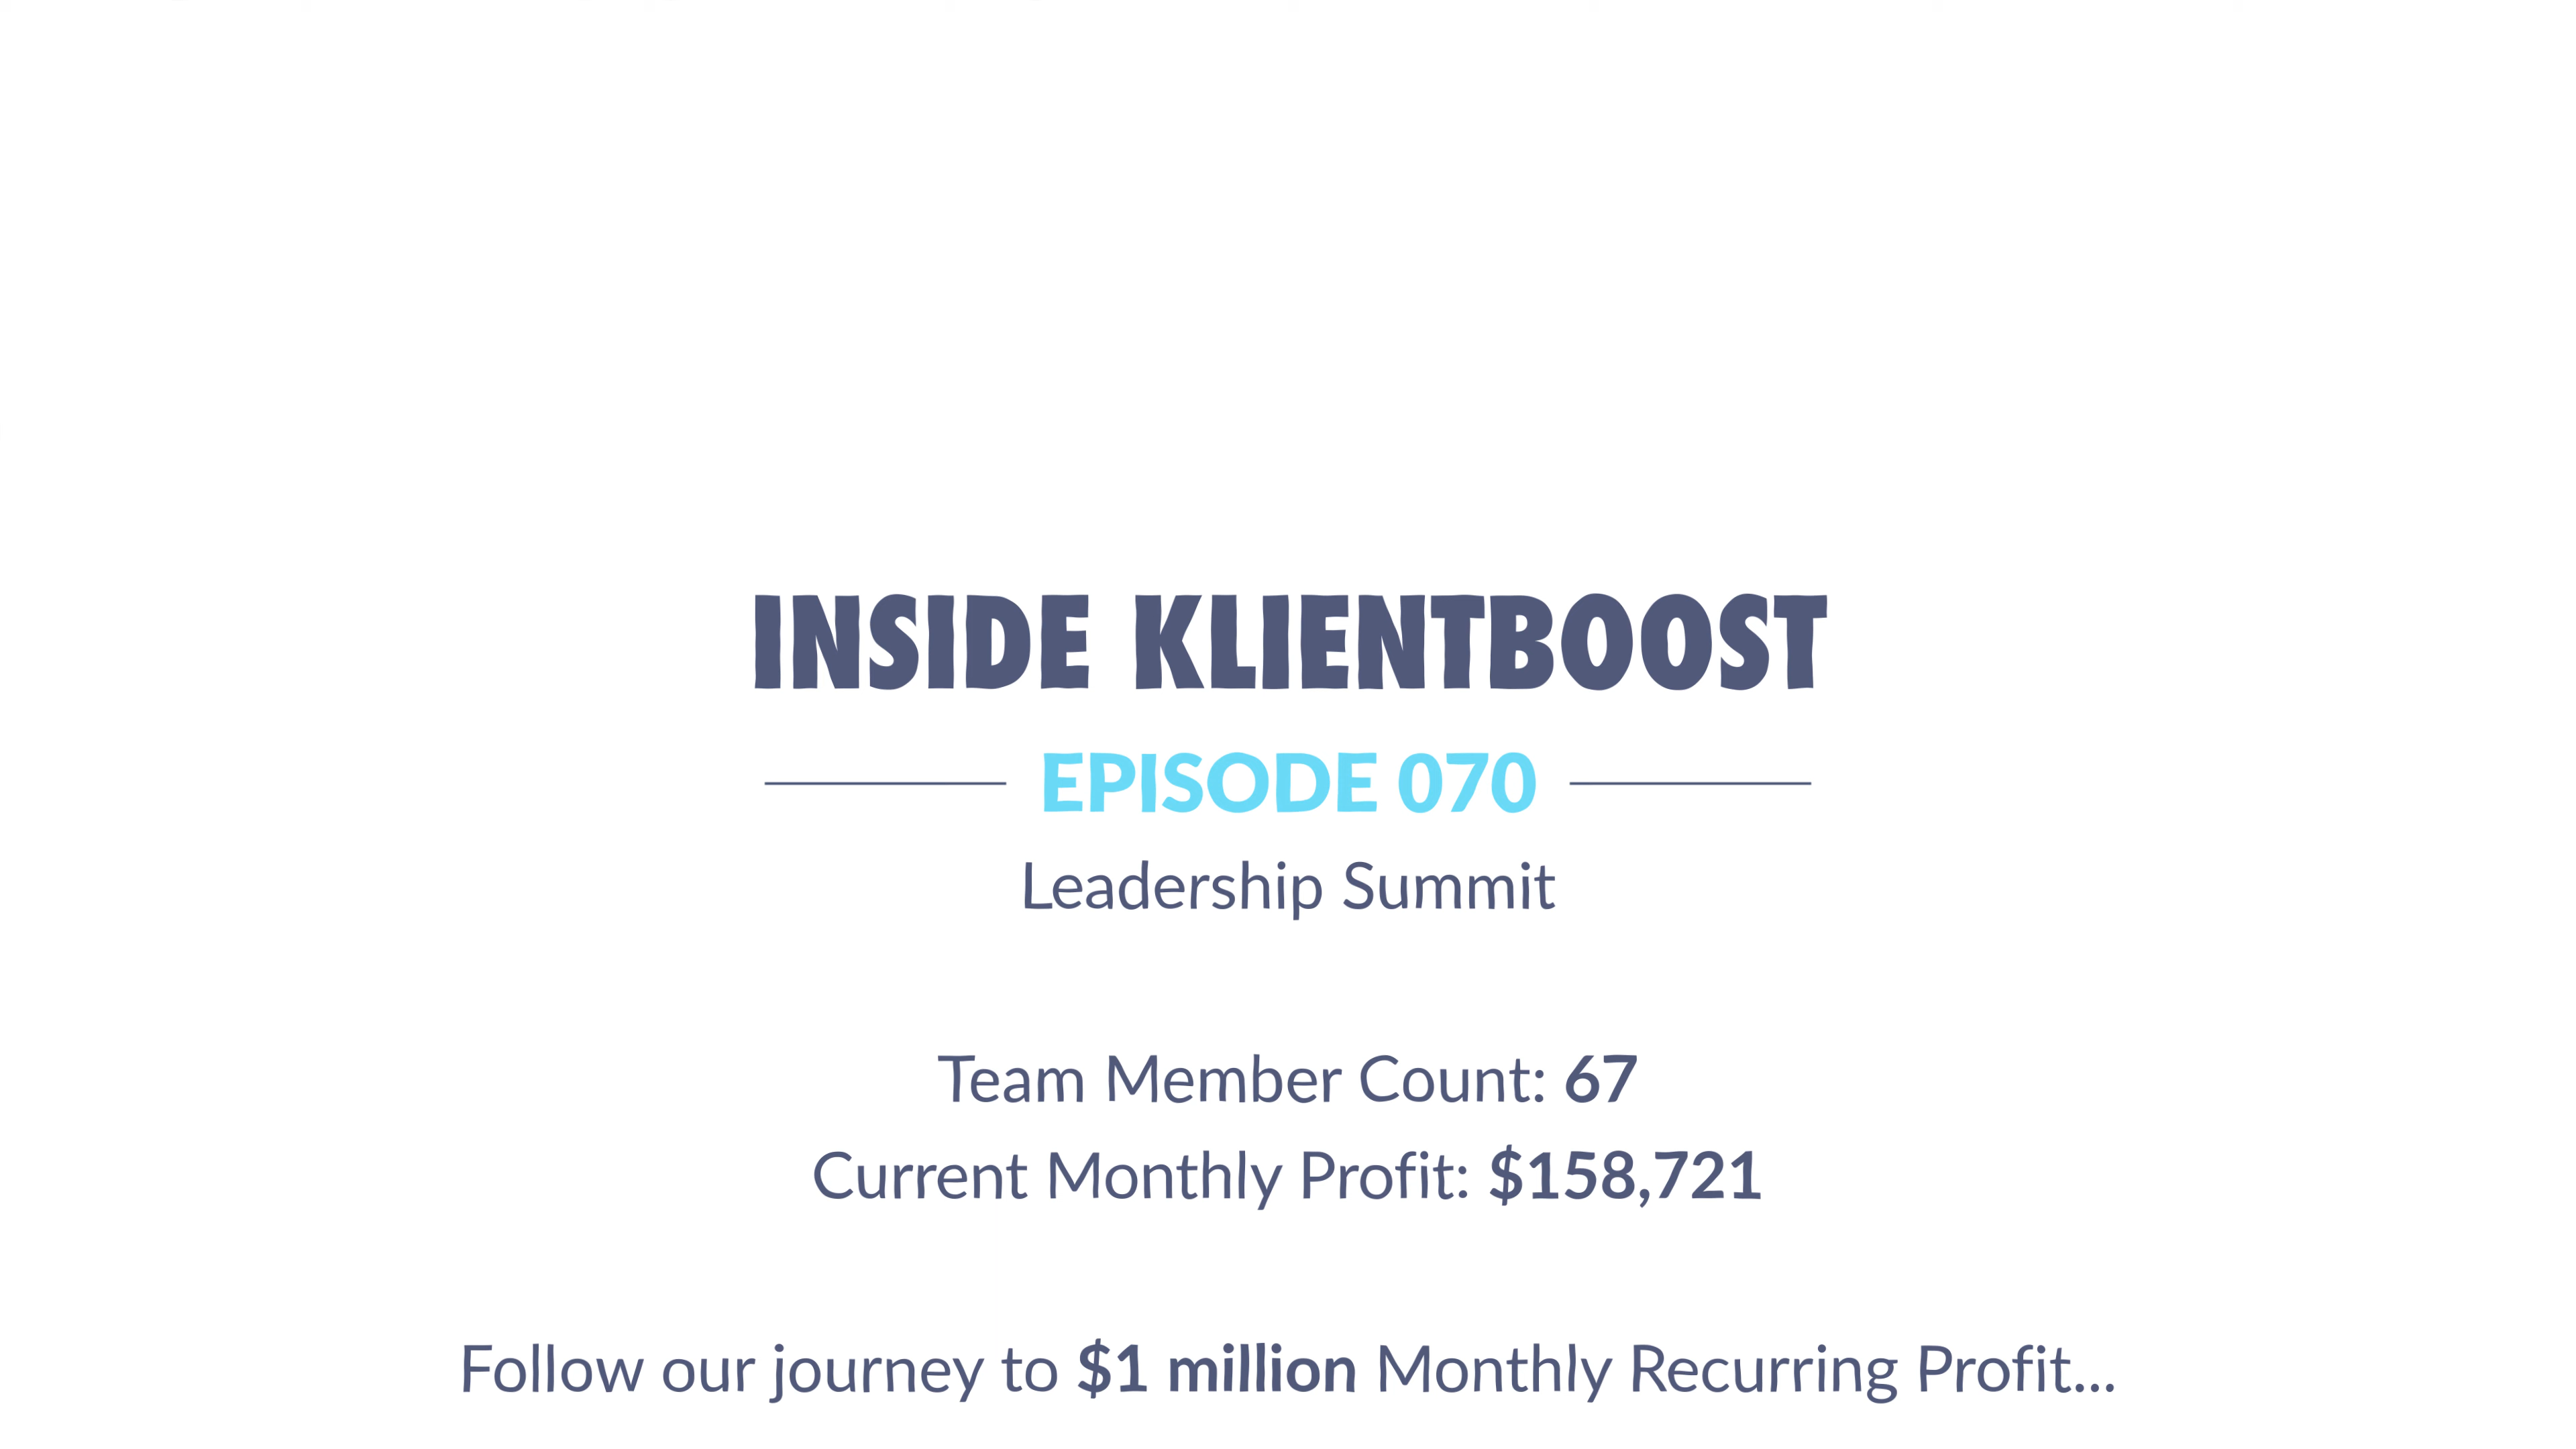 INSIDE KLIENTBOOST
EPISODE 070
Leadership Summit
Team Member Count: 67
Current Monthly Profit: $158,721
Follow our journey to $1 million Monthly Recurring Profit...